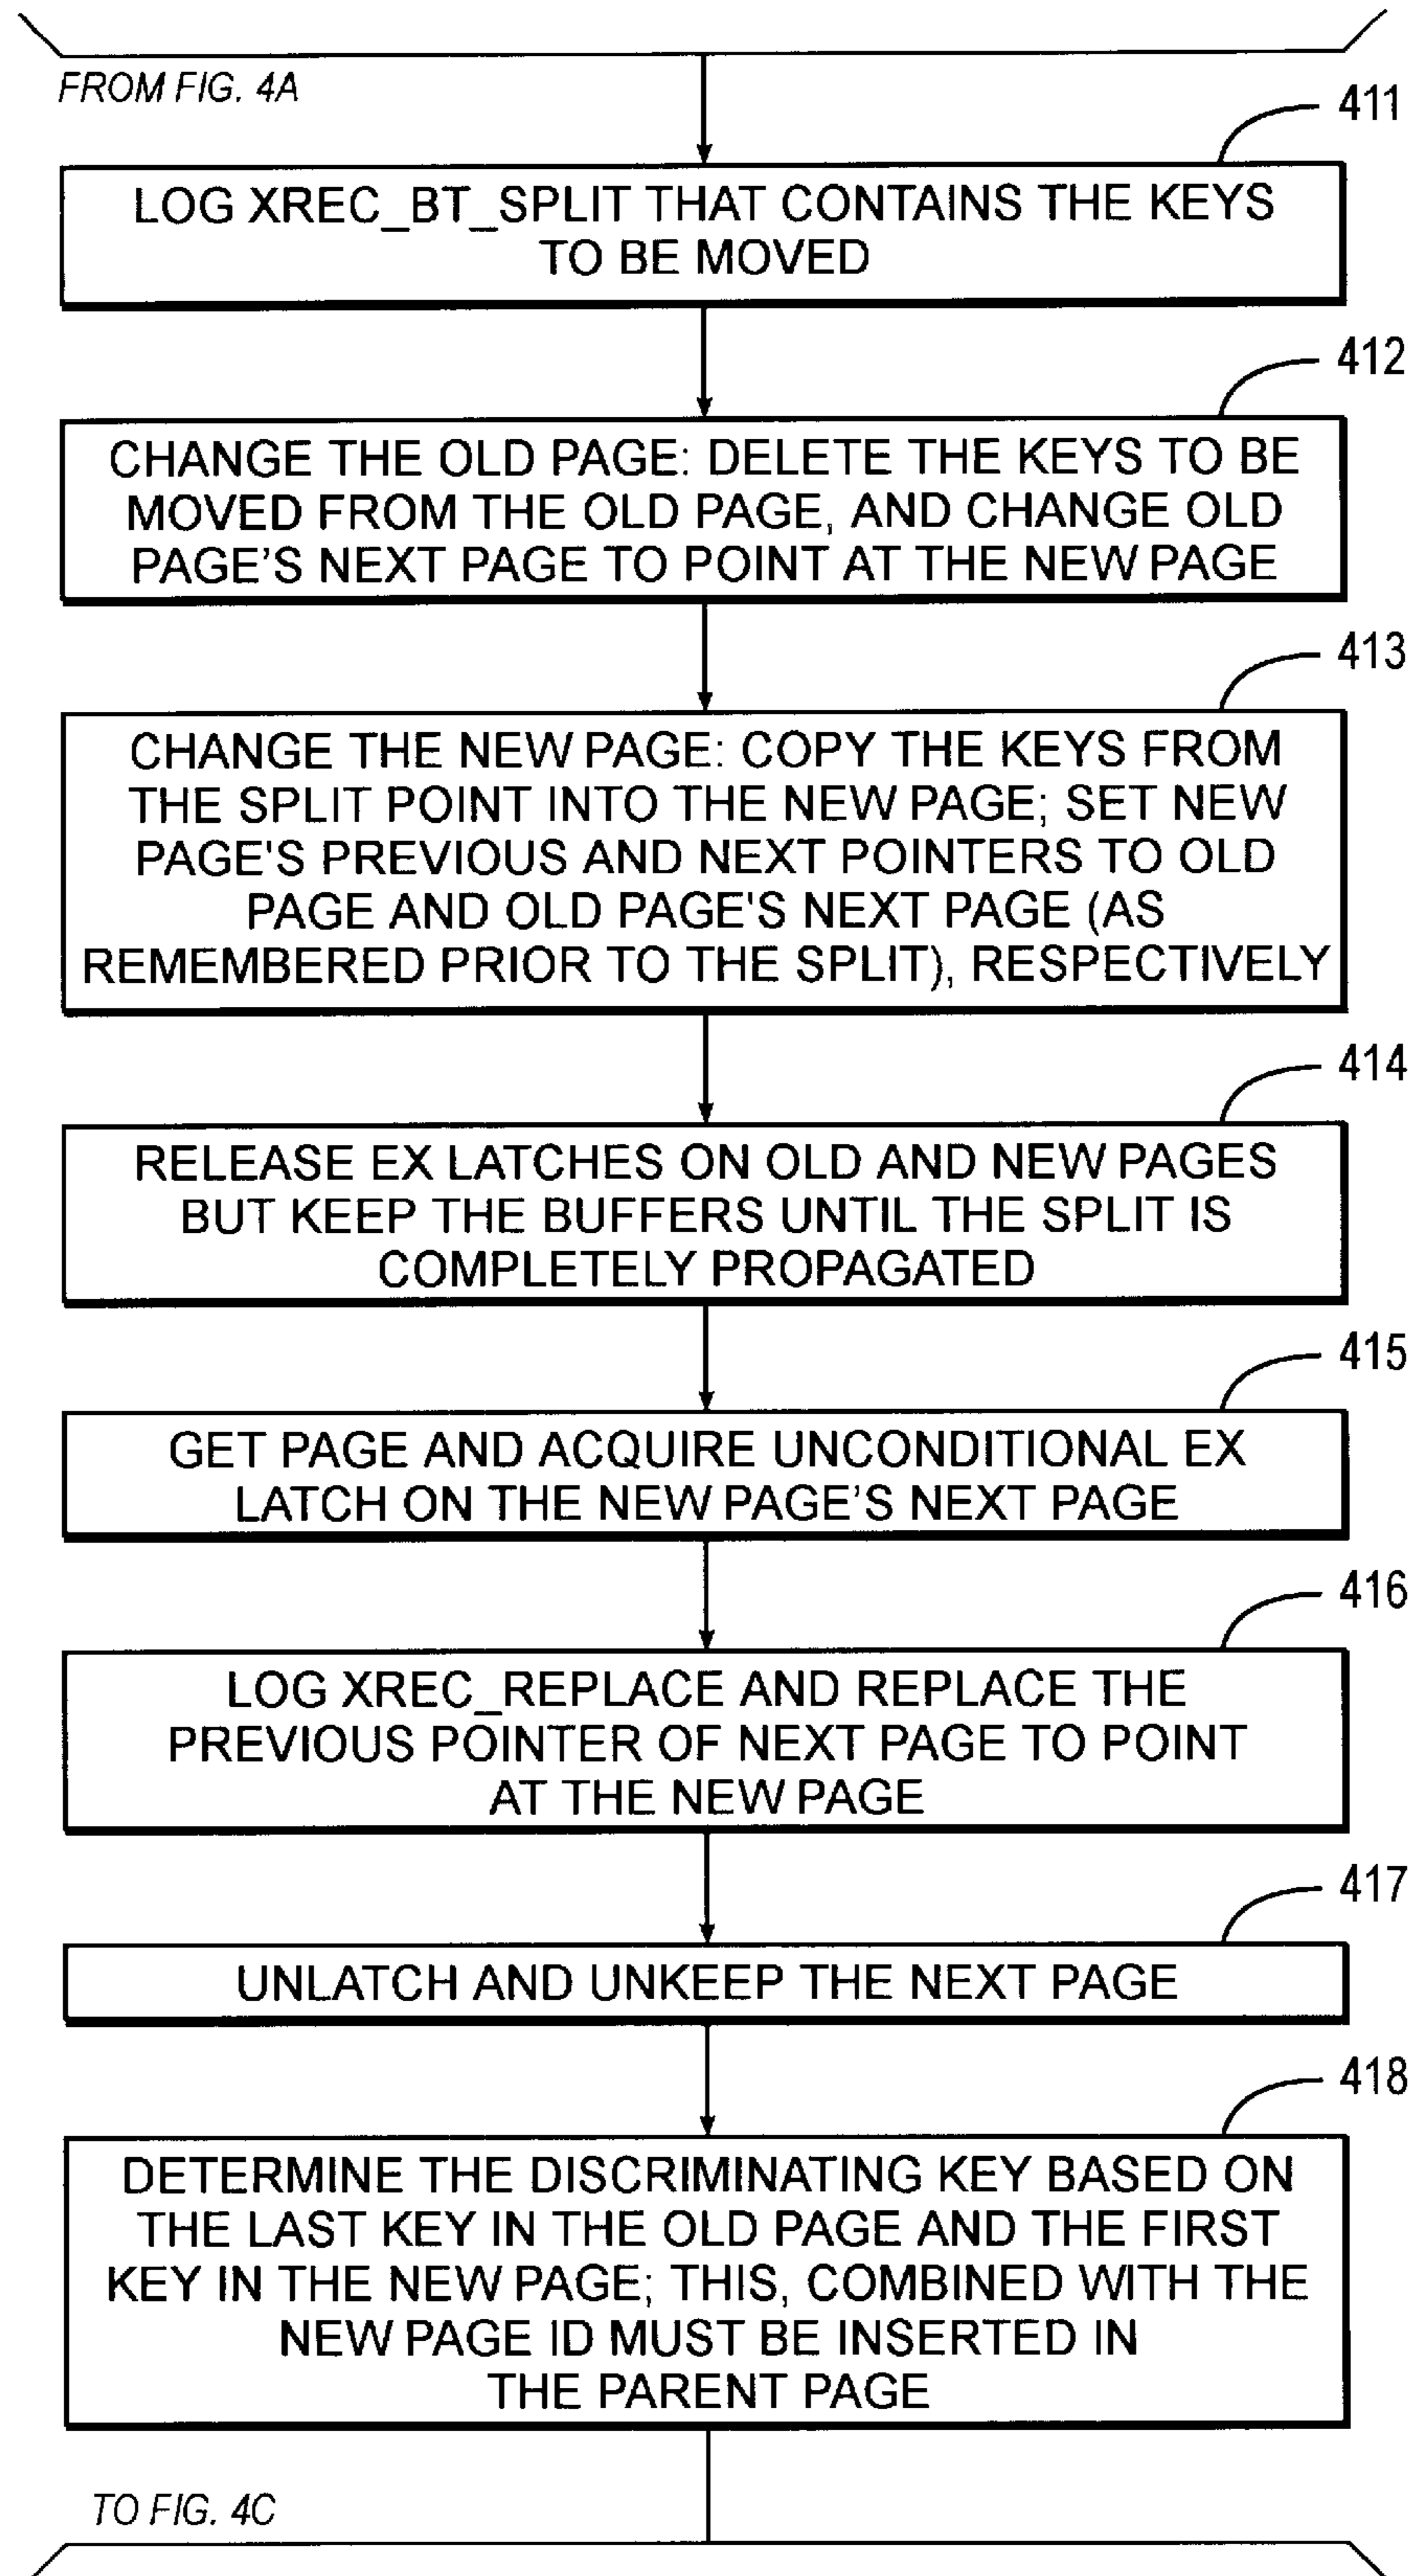 FROM FIG. 4A
411
LOG XREC_BT_SPLIT THAT CONTAINS THE KEYS
TO BE MOVED
412
CHANGE THE OLD PAGE: DELETE THE KEYS TO BE
MOVED FROM THE OLD PAGE, AND CHANGE OLD
PAGE'S NEXT PAGE TO POINT AT THE NEW PAGE
413
CHANGE THE NEW PAGE: COPY THE KEYS FROM
THE SPLIT POINT INTO THE NEW PAGE; SET NEW
PAGE'S PREVIOUS AND NEXT POINTERS TO OLD
PAGE AND OLD PAGE'S NEXT PAGE (AS
REMEMBERED PRIOR TO THE SPLIT), RESPECTIVELY
414
RELEASE EX LATCHES ON OLD AND NEW PAGES
BUT KEEP THE BUFFERS UNTIL THE SPLIT IS
COMPLETELY PROPAGATED
415
GET PAGE AND ACQUIRE UNCONDITIONAL EX
LATCH ON THE NEW PAGE'S NEXT PAGE
416
LOG XREC_REPLACE AND REPLACE THE
PREVIOUS POINTER OF NEXT PAGE TO POINT
AT THE NEW PAGE
417
UNLATCH AND UNKEEP THE NEXT PAGE
418
DETERMINE THE DISCRIMINATING KEY BASED ON
THE LAST KEY IN THE OLD PAGE AND THE FIRST
KEY IN THE NEW PAGE; THIS, COMBINED WITH THE
NEW PAGE ID MUST BE INSERTED IN
THE PARENT PAGE
TO FIG. 4C